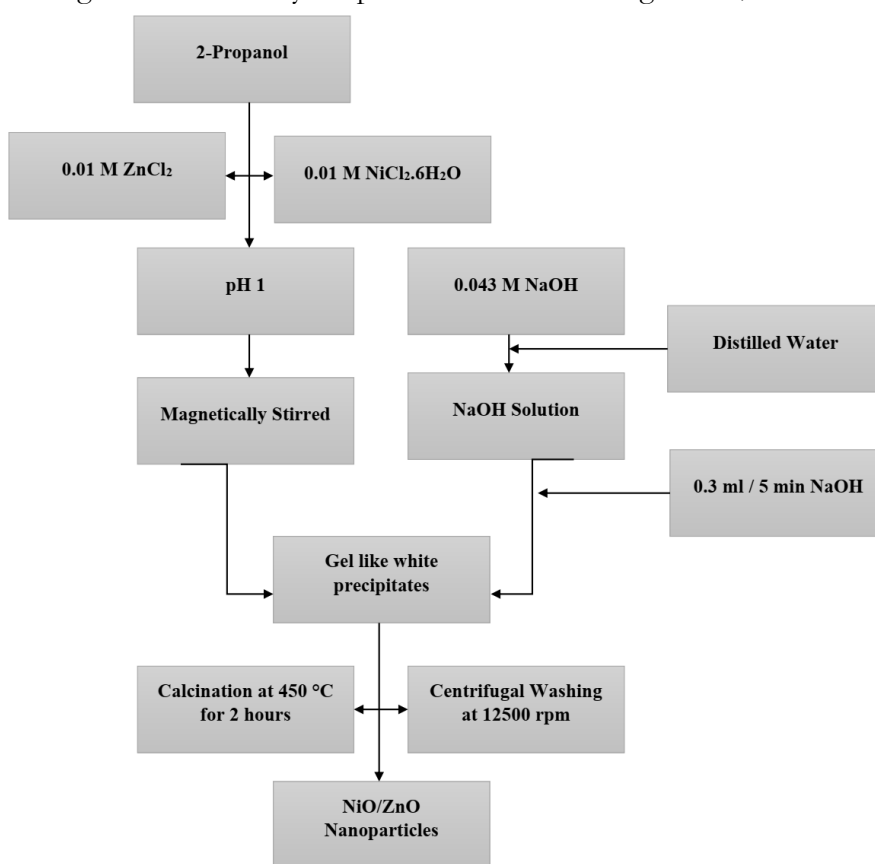 2-Propanol
0.01 M ZnCl₂
0.01 M NiCl₂.6H₂O
pH 1
0.043 M NaOH
Distilled Water
Magnetically Stirred
NaOH Solution
0.3 ml / 5 min NaOH
Gel like white
precipitates
Calcination at 450 °C
for 2 hours
Centrifugal Washing
at 12500 rpm
NiO/ZnO
Nanoparticles